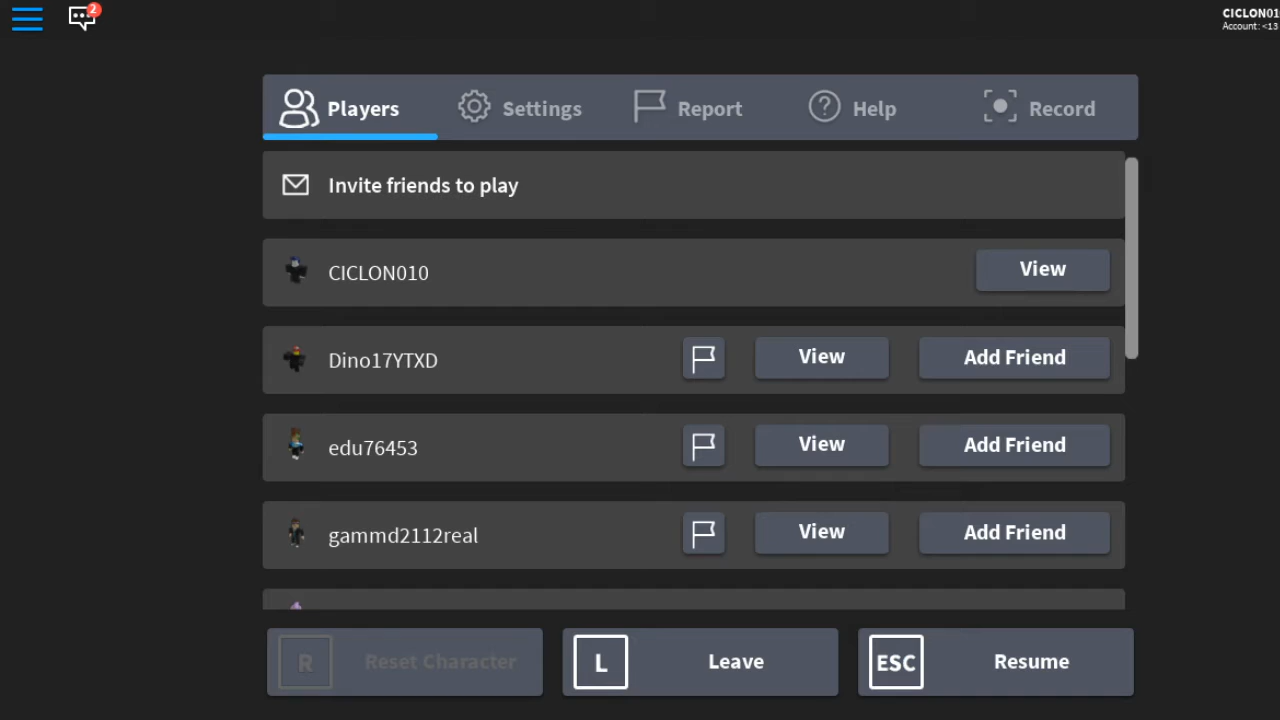 2
CICLON01
Account: <13
Players
Settings
Report
Help
Record
Invite friends to play
CICLON010
View
Dino17YTXD
View
Add Friend
edu76453
View
Add Friend
gammd2112real
View
Add Friend
R
Reset Character
L
Leave
ESC
Resume